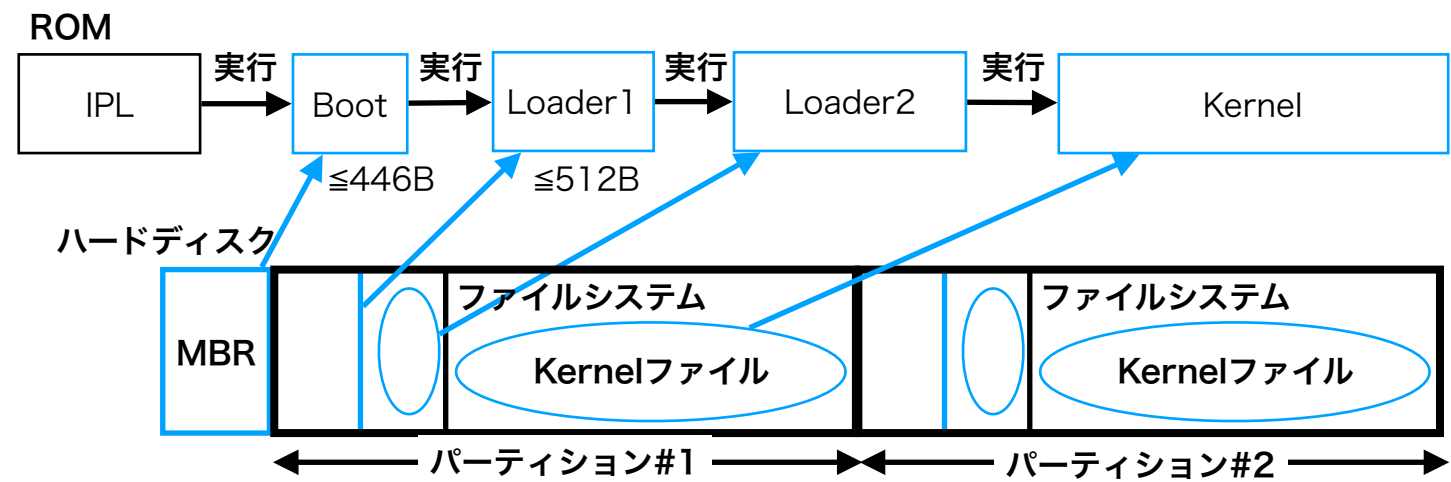 ROM
実行 実行 実行 実行
IPL Boot Loader1 Loader2 Kernel
≦446B ≦512B
ハードディスク
ファイルシステム ファイルシステム
MBR Kernelファイル Kernelファイル
パーティション#1 パーティション#2